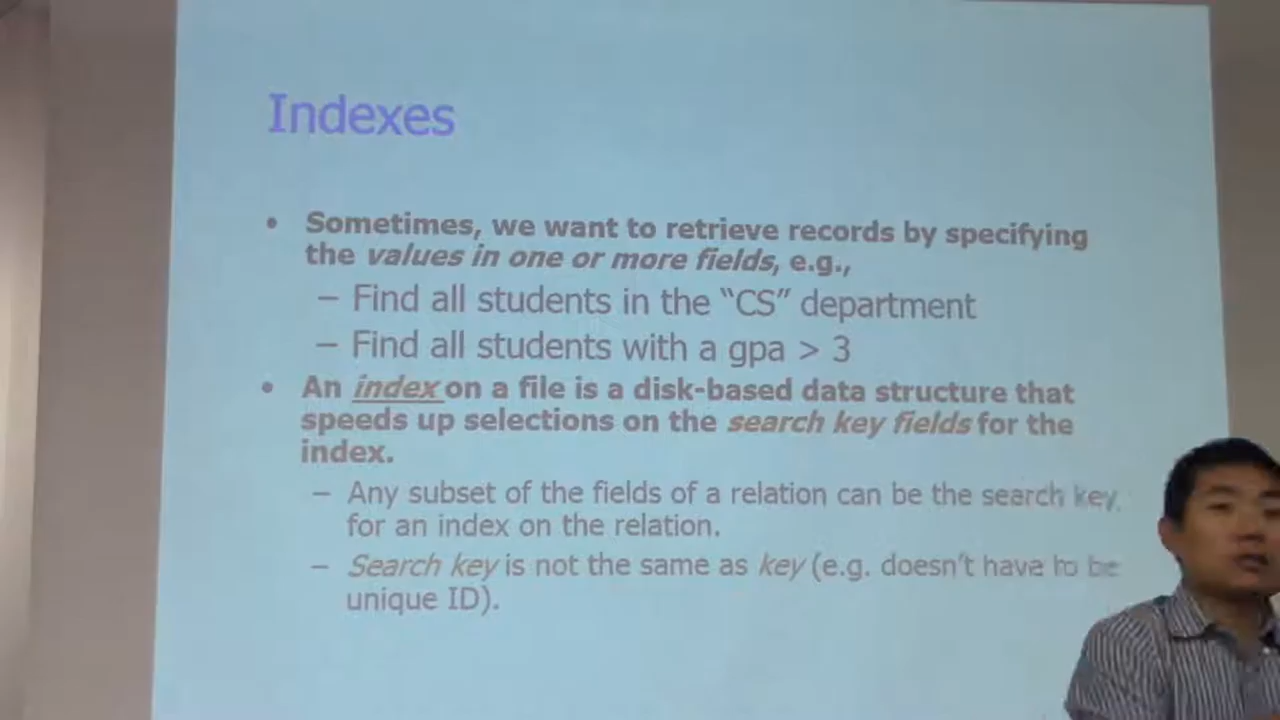 Indexes
• Sometimes, we want to retrieve records by specifying
the values in one or more fields, e.g.,
– Find all students in the “CS” department
– Find all students with a gpa > 3
• An index on a file is a disk-based data structure that
speeds up selections on the search key fields for the
index.
– Any subset of the fields of a relation can be the search key
for an index on the relation.
– Search key is not the same as key (e.g. doesn’t have to be
unique ID).